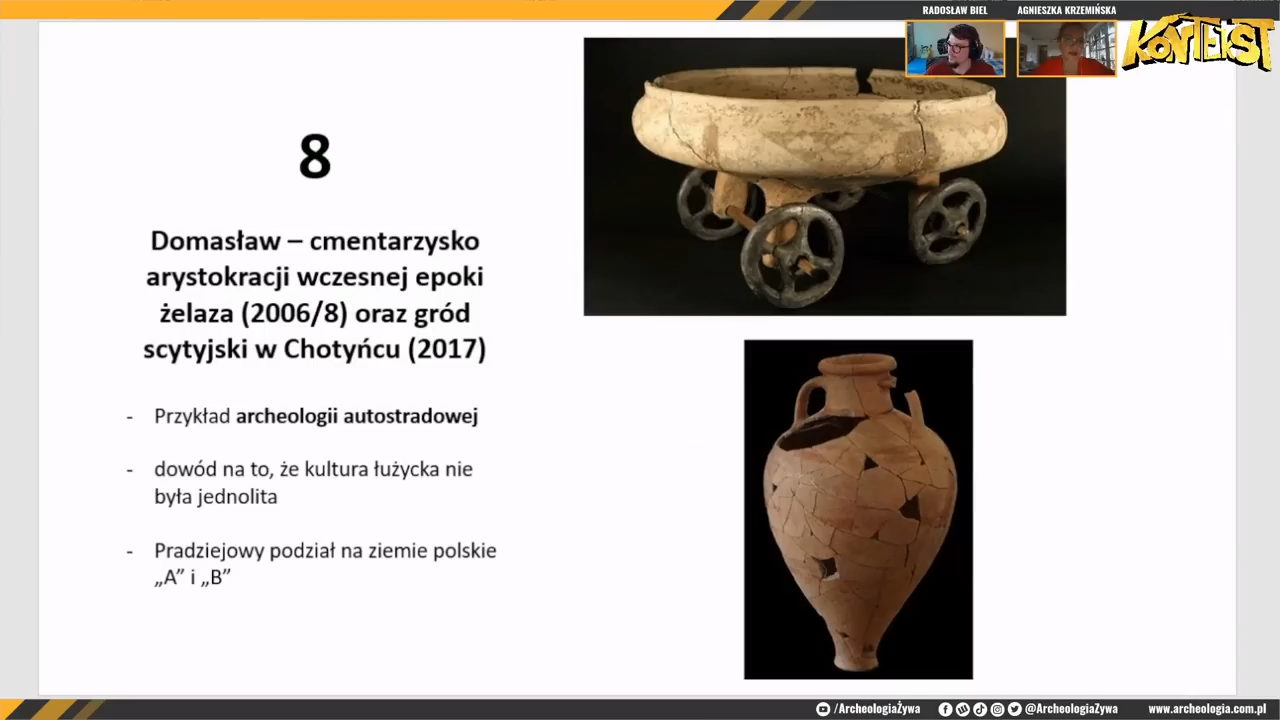 RADOSŁAW BIEL
AGNIESZKA KRZEMIŃSKA
KONTEKST
8
Domasław – cmentarzysko
arystokracji wczesnej epoki
żelaza (2006/8) oraz gród
scytyjski w Chotyńcu (2017)
- Przykład archeologii autostradowej
- dowód na to, że kultura łużycka nie
była jednolita
- Pradziejowy podział na ziemie polskie
„A” i „B”
/ArcheologiaŻywa
@ArcheologiaŻywa
www.archeologia.com.pl